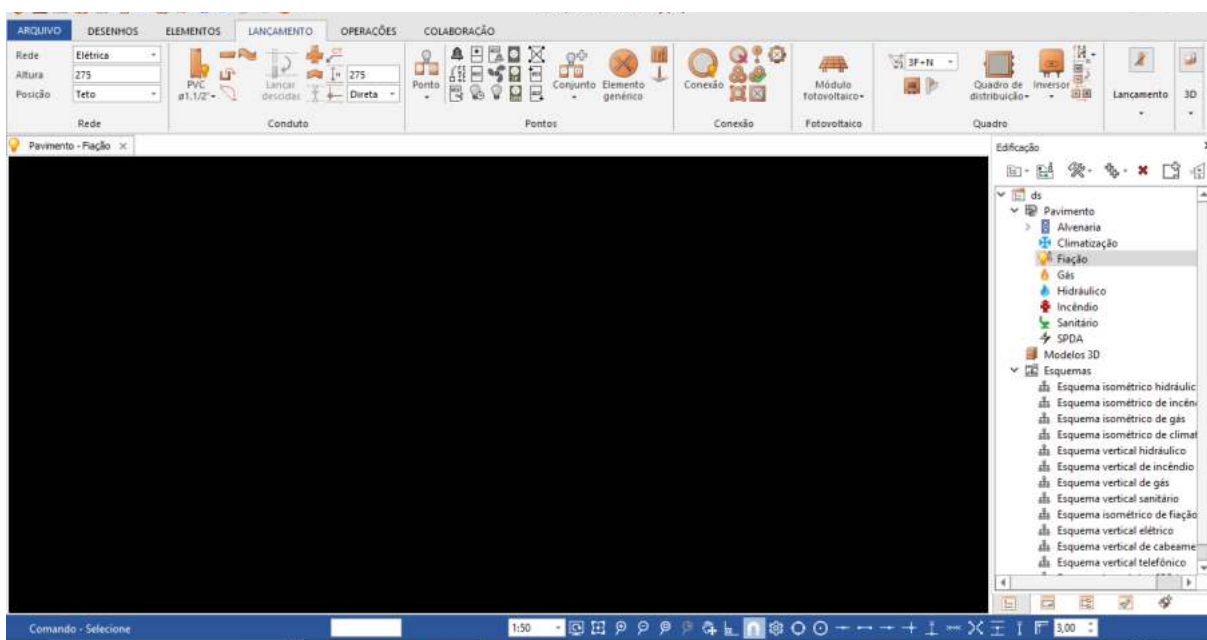 ARQUIVO DESENHOS ELEMENTOS LANÇAMENTO OPERAÇÕES COLABORAÇÃO
Rede Elétrica
Altura 275
Posição Teto
Rede
PVC
ø1.1/2"
Lançar
descidas
275
Direta
Conduto
Ponto
Conjunto
Elemento
genérico
Pontos
Conexão
Conexão
Módulo
fotovoltaico
Fotovoltaico
3F+N
Quadro de
distribuição
Inversor
Quadro
Lançamento
3D
Pavimento - Fiação
Edificação
ds
Pavimento
Alvenaria
Climatização
Fiação
Gás
Hidráulico
Incêndio
Sanitário
SPDA
Modelos 3D
Esquemas
Esquema isométrico hidráulic
Esquema isométrico de incên
Esquema isométrico de gás
Esquema isométrico de climat
Esquema vertical hidráulico
Esquema vertical de incêndio
Esquema vertical de gás
Esquema vertical sanitário
Esquema isométrico de fiação
Esquema vertical elétrico
Esquema vertical de cabeame
Esquema vertical telefônico
Comando - Selecione
1:50
3,00